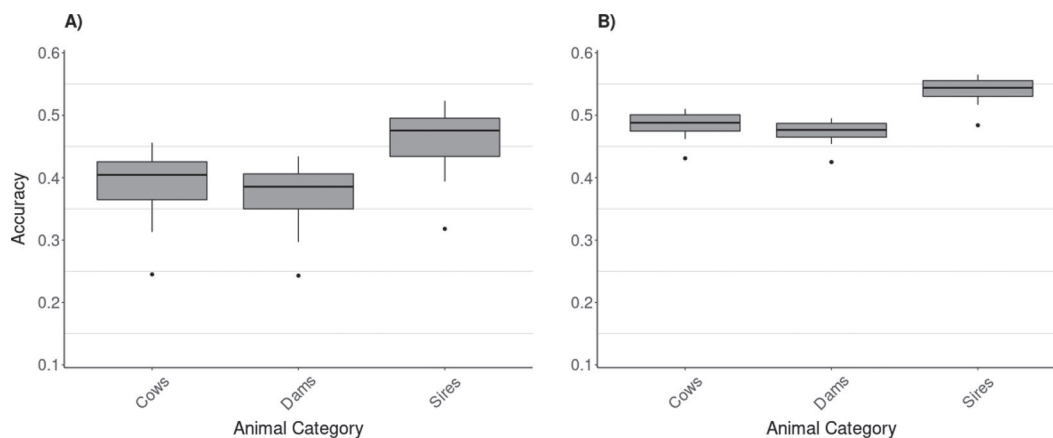 A)
0.6
0.5
0.4
0.3
0.2
0.1
Accuracy
Cows
Dams
Sires
Animal Category
B)
0.6
0.5
0.4
0.3
0.2
0.1
Cows
Dams
Sires
Animal Category